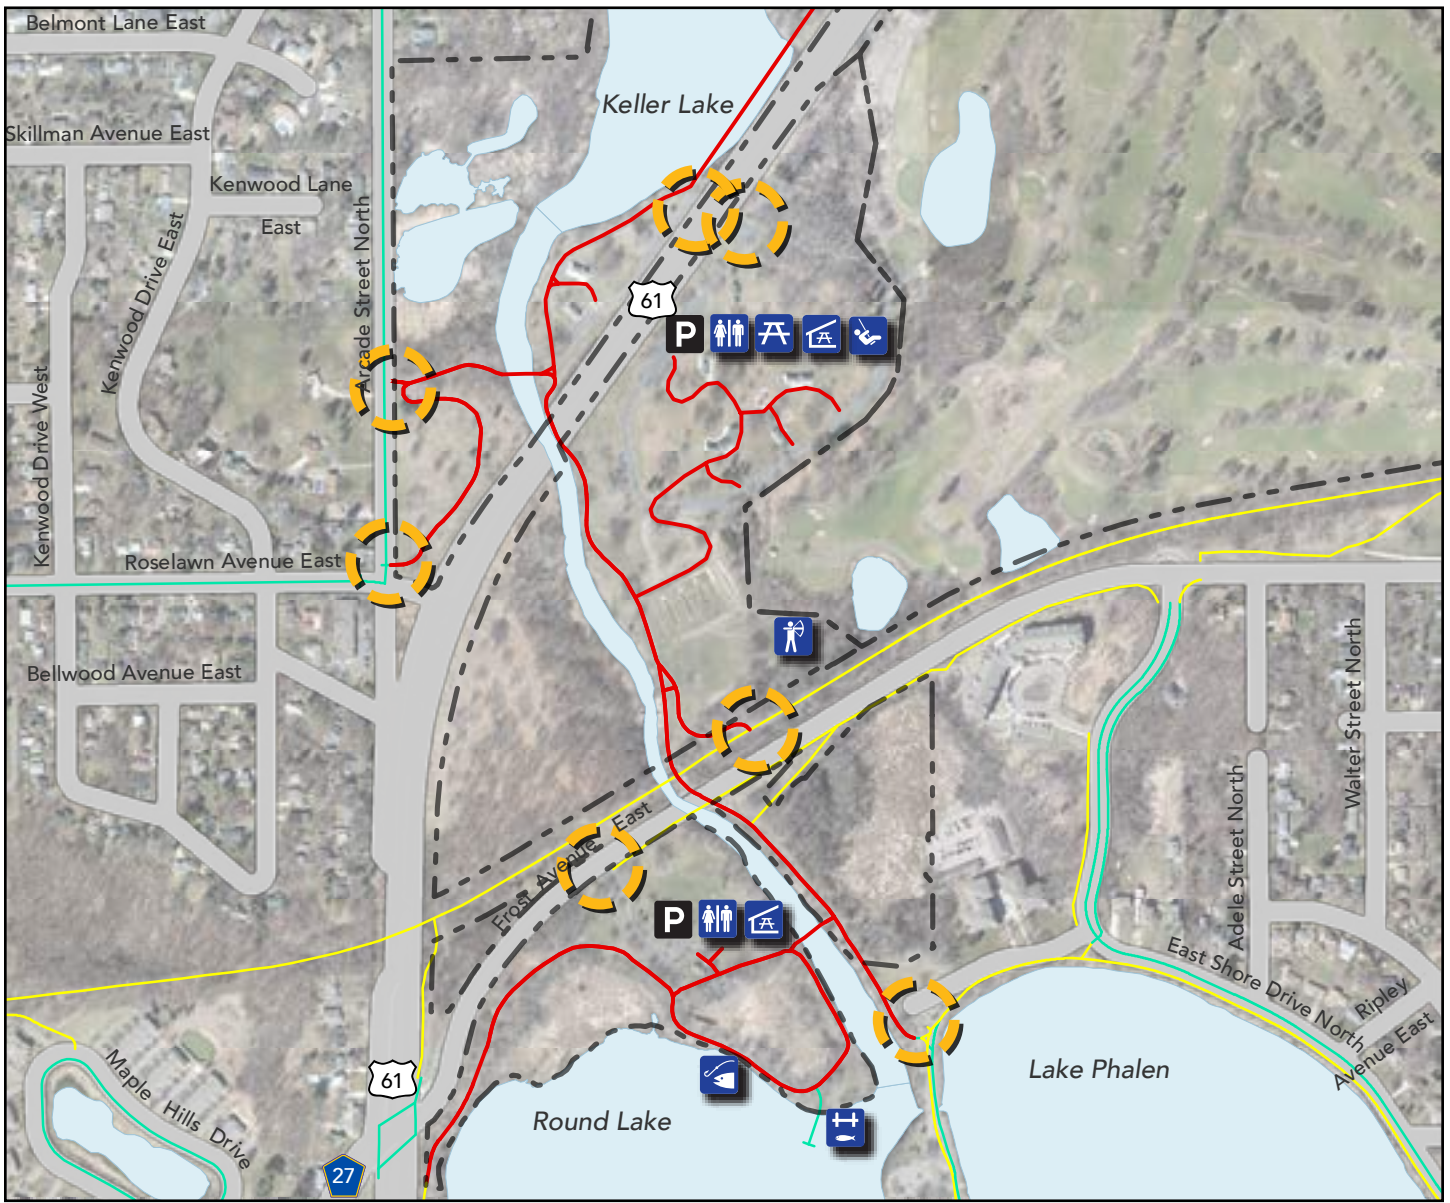 Belmont Lane East
Keller Lake
Skillman Avenue East
Kenwood Lane
East
Kenwood Drive East
Arcade Street North
61
P
Kenwood Drive West
Roselawn Avenue East
Bellwood Avenue East
Walter Street North
Adele Street North
Frost Avenue East
P
East Shore Drive North
Ripley
Avenue East
61
Maple Hills Drive
Lake Phalen
Round Lake
27